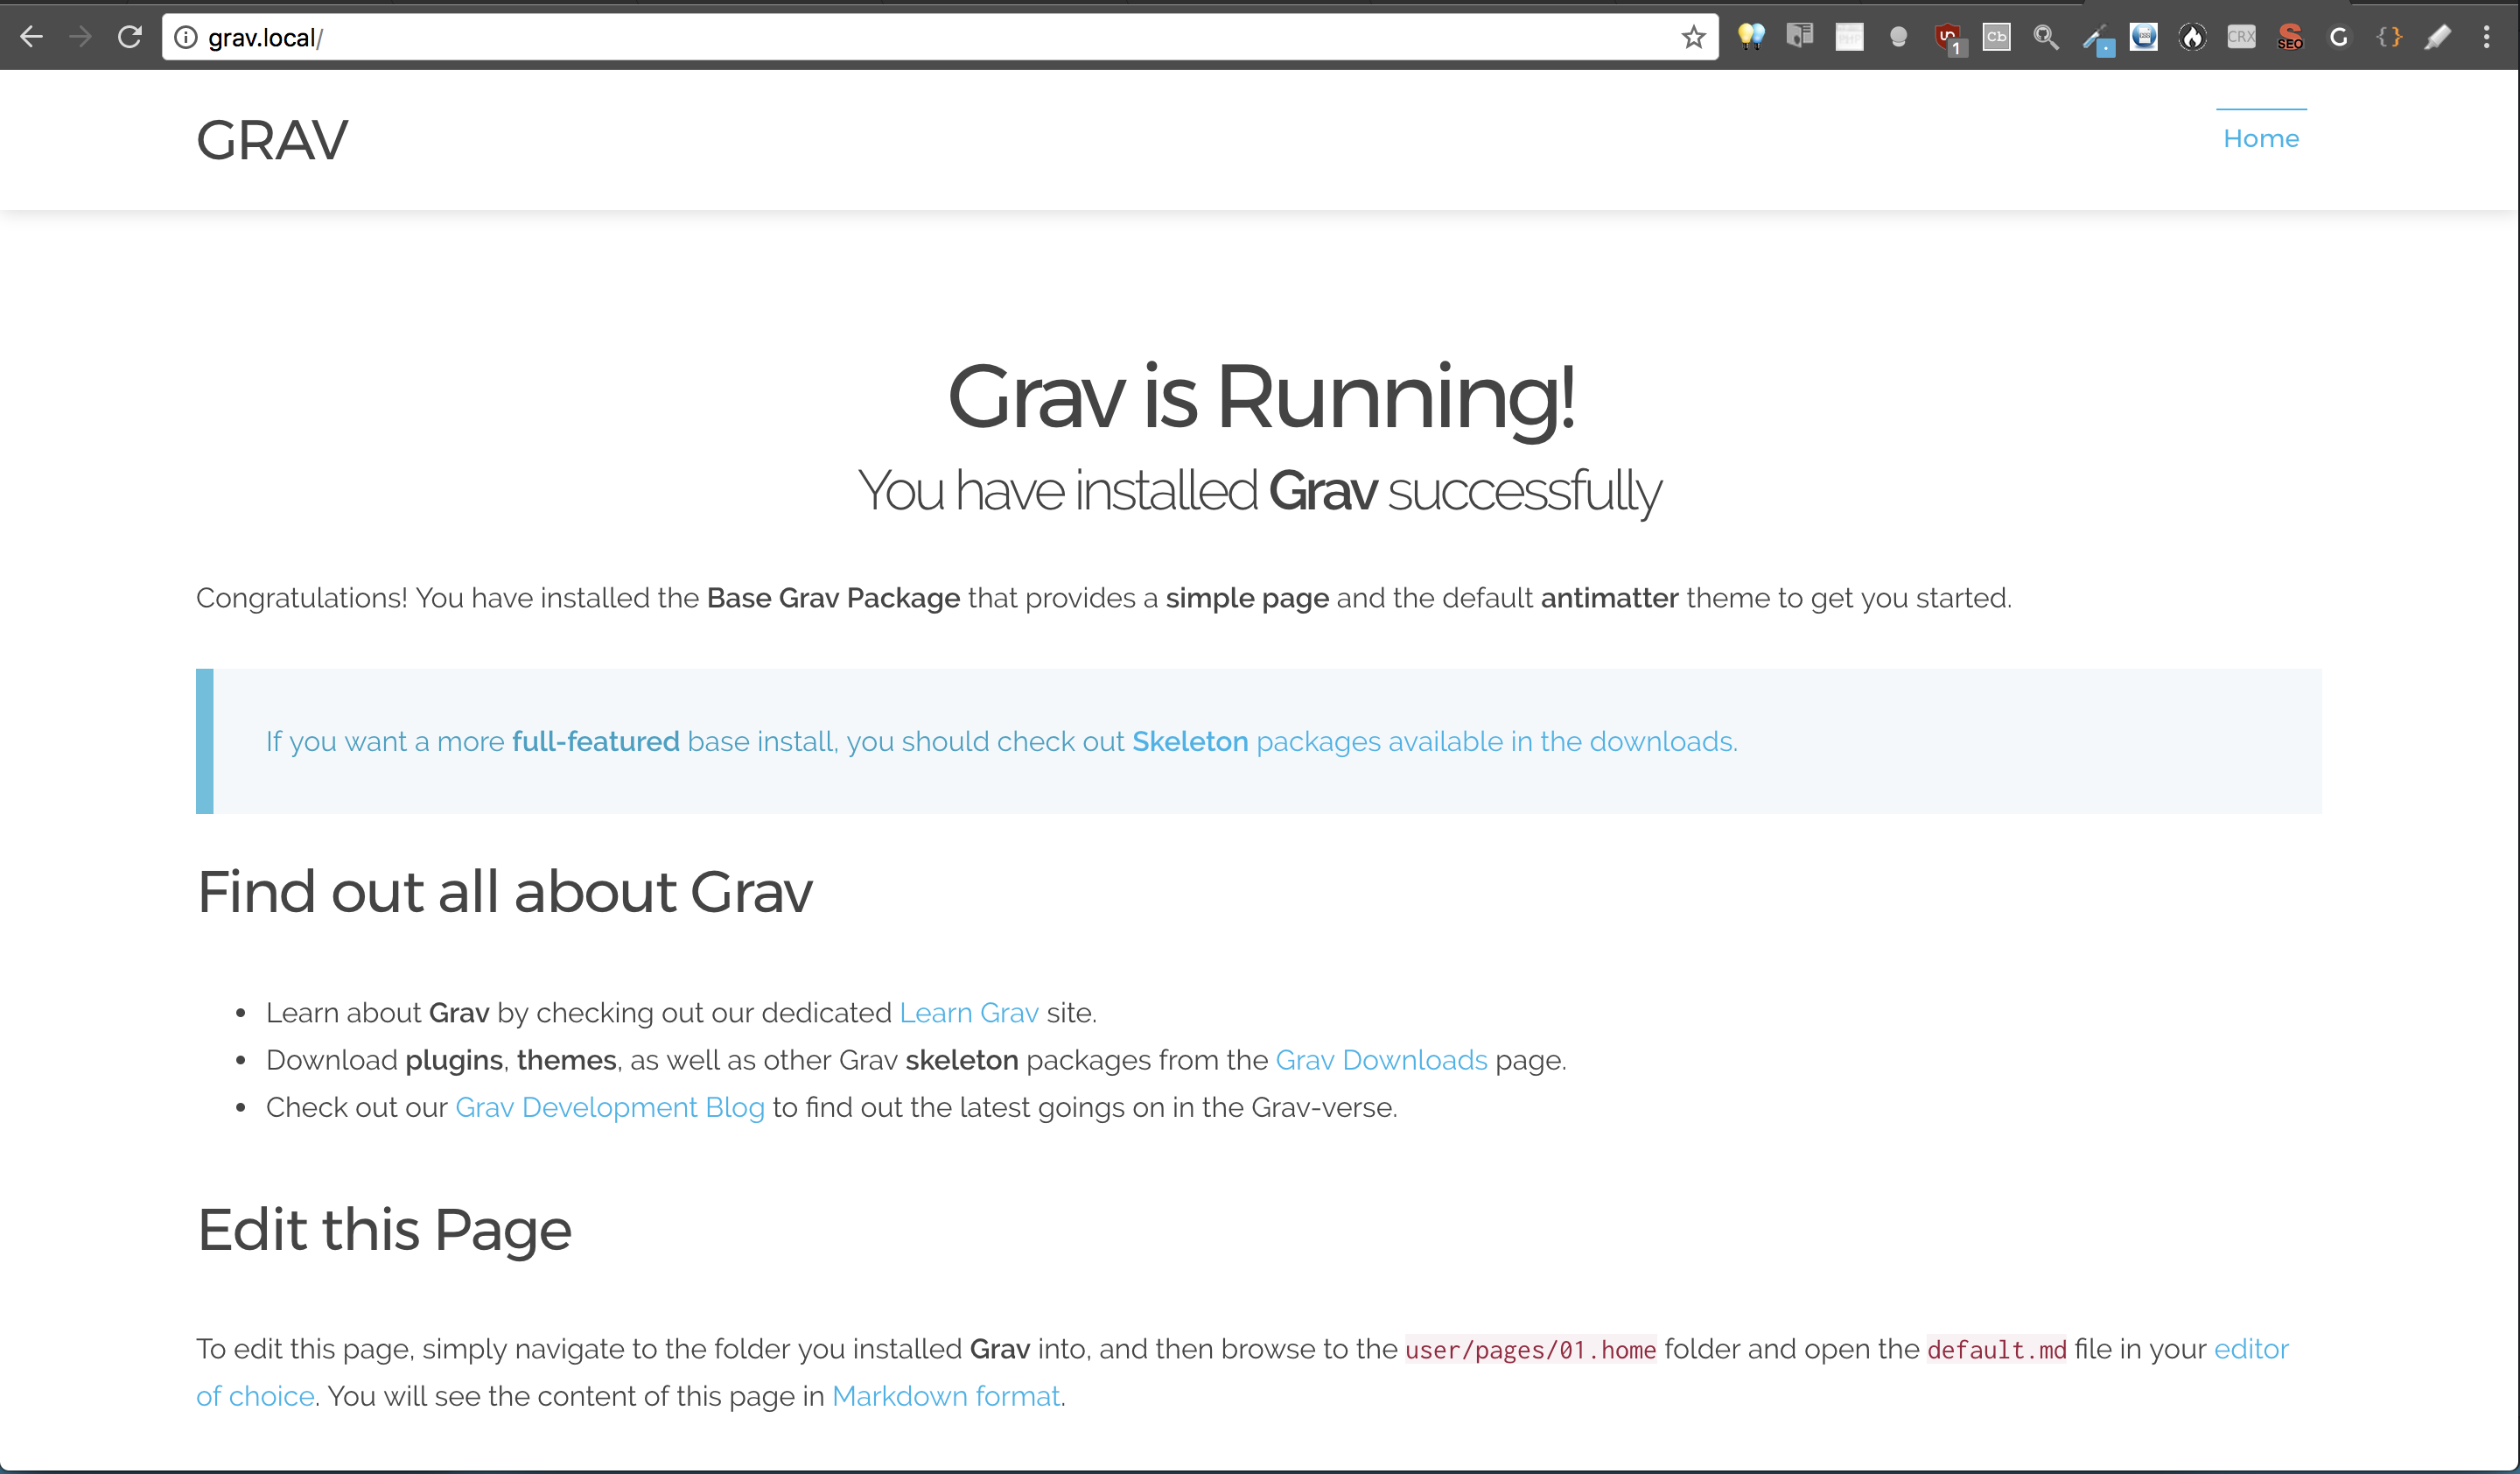 grav.local/
1
Cb
CRX
SEO
GRAV
Home
Grav is Running!
You have installed Grav successfully
Congratulations! You have installed the Base Grav Package that provides a simple page and the default antimatter theme to get you started.
If you want a more full-featured base install, you should check out Skeleton packages available in the downloads.
Find out all about Grav
Learn about Grav by checking out our dedicated Learn Grav site.
Download plugins, themes, as well as other Grav skeleton packages from the Grav Downloads page.
Check out our Grav Development Blog to find out the latest goings on in the Grav-verse.
Edit this Page
To edit this page, simply navigate to the folder you installed Grav into, and then browse to the user/pages/01.home folder and open the default.md file in your editor
of choice. You will see the content of this page in Markdown format.